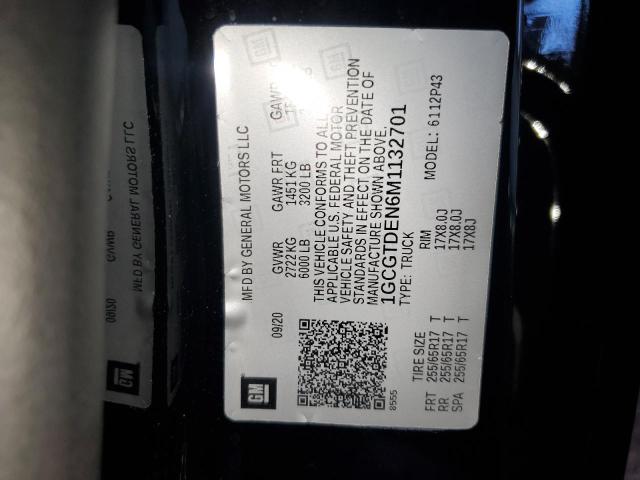 GM
MFD BY GENERAL MOTORS LLC
09/20
GVWR
2722 KG
6000 LB
GAWR FRT
1451 KG
3200 LB
THIS VEHICLE CONFORMS TO ALL
APPLICABLE U.S. FEDERAL MOTOR
VEHICLE SAFETY AND THEFT PREVENTION
STANDARDS IN EFFECT ON THE DATE OF
MANUFACTURE SHOWN ABOVE.
1GCGTDEN6M1132701
TYPE: TRUCK
MODEL: 6112P43
8555
TIRE SIZE RIM
FRT 255/65R17 T 17X8.0J
RR 255/65R17 T 17X8.0J
SPA 255/65R17 T 17X8J
GM
MFD BY GENERAL MOTORS LLC